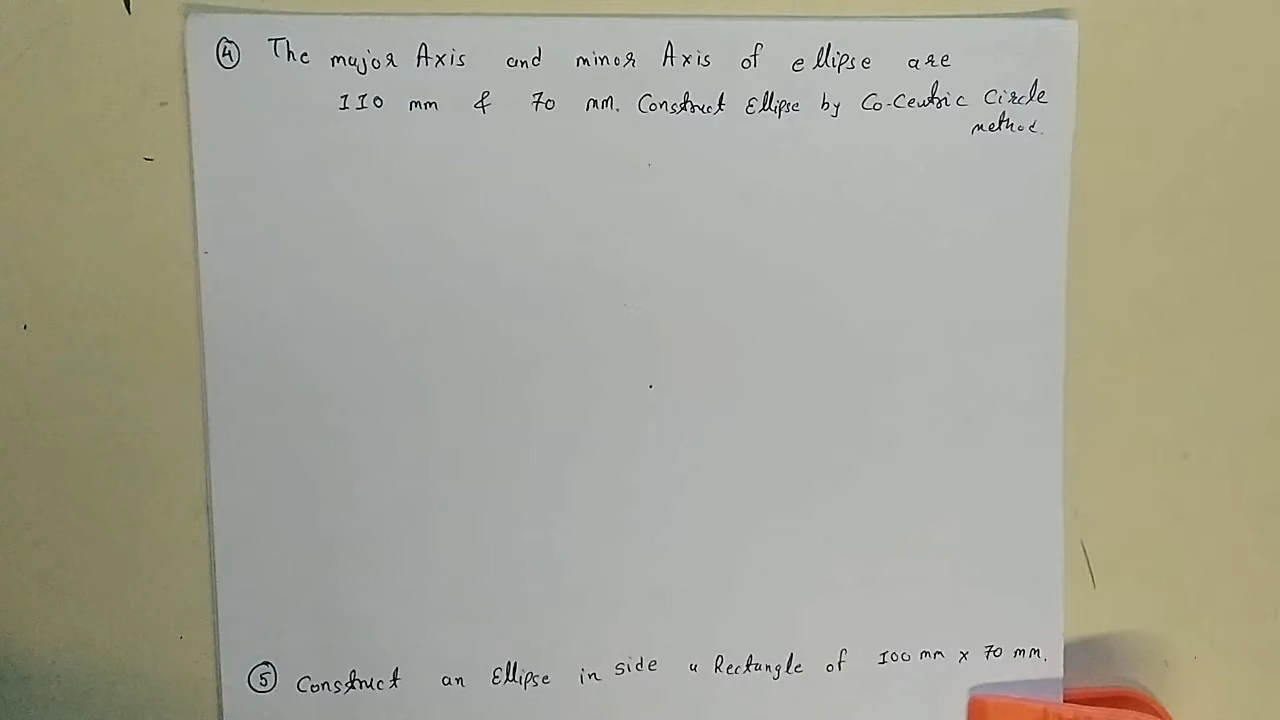 ④ The major Axis and minor Axis of ellipse are
110 mm & 70 mm. Construct Ellipse by Co-Centric Circle
method.
⑤ Construct an Ellipse in side a Rectangle of 100 mm x 70 mm.